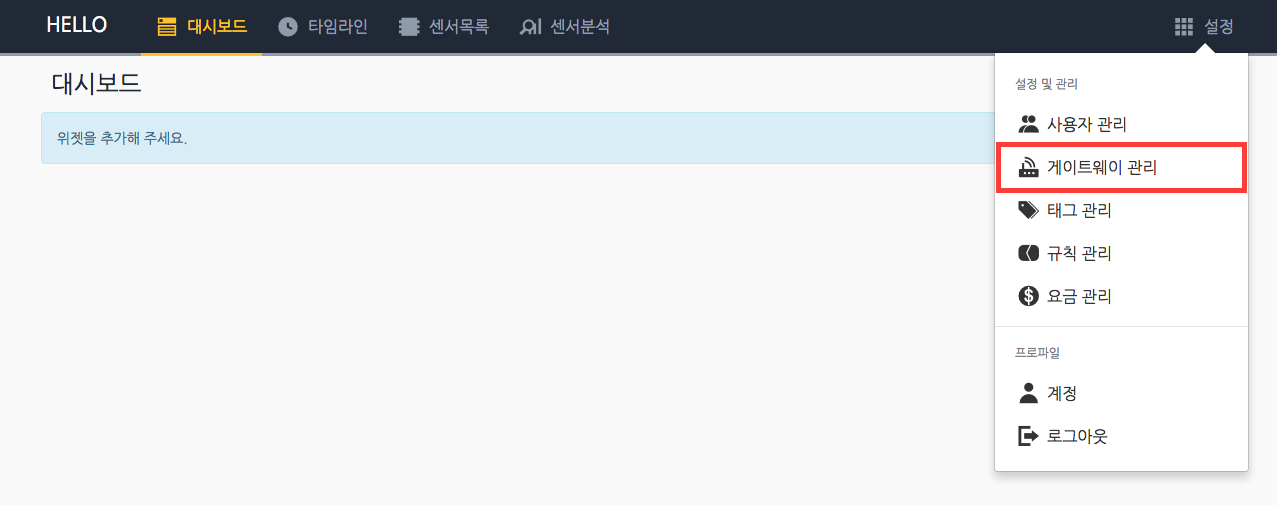 HELLO 대시보드 타임라인 센서목록 센서분석 설정
대시보드
위젯을 추가해 주세요.
설정 및 관리
사용자 관리
게이트웨이 관리
태그 관리
규칙 관리
요금 관리
프로파일
계정
로그아웃